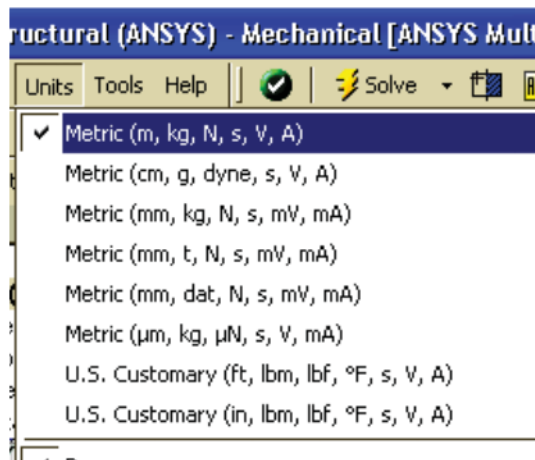 ructural (ANSYS) - Mechanical [ANSYS Mult
Units Tools Help Solve
Metric (m, kg, N, s, V, A)
Metric (cm, g, dyne, s, V, A)
Metric (mm, kg, N, s, mV, mA)
Metric (mm, t, N, s, mV, mA)
Metric (mm, dat, N, s, mV, mA)
Metric (µm, kg, µN, s, V, mA)
U.S. Customary (ft, lbm, lbf, °F, s, V, A)
U.S. Customary (in, lbm, lbf, °F, s, V, A)